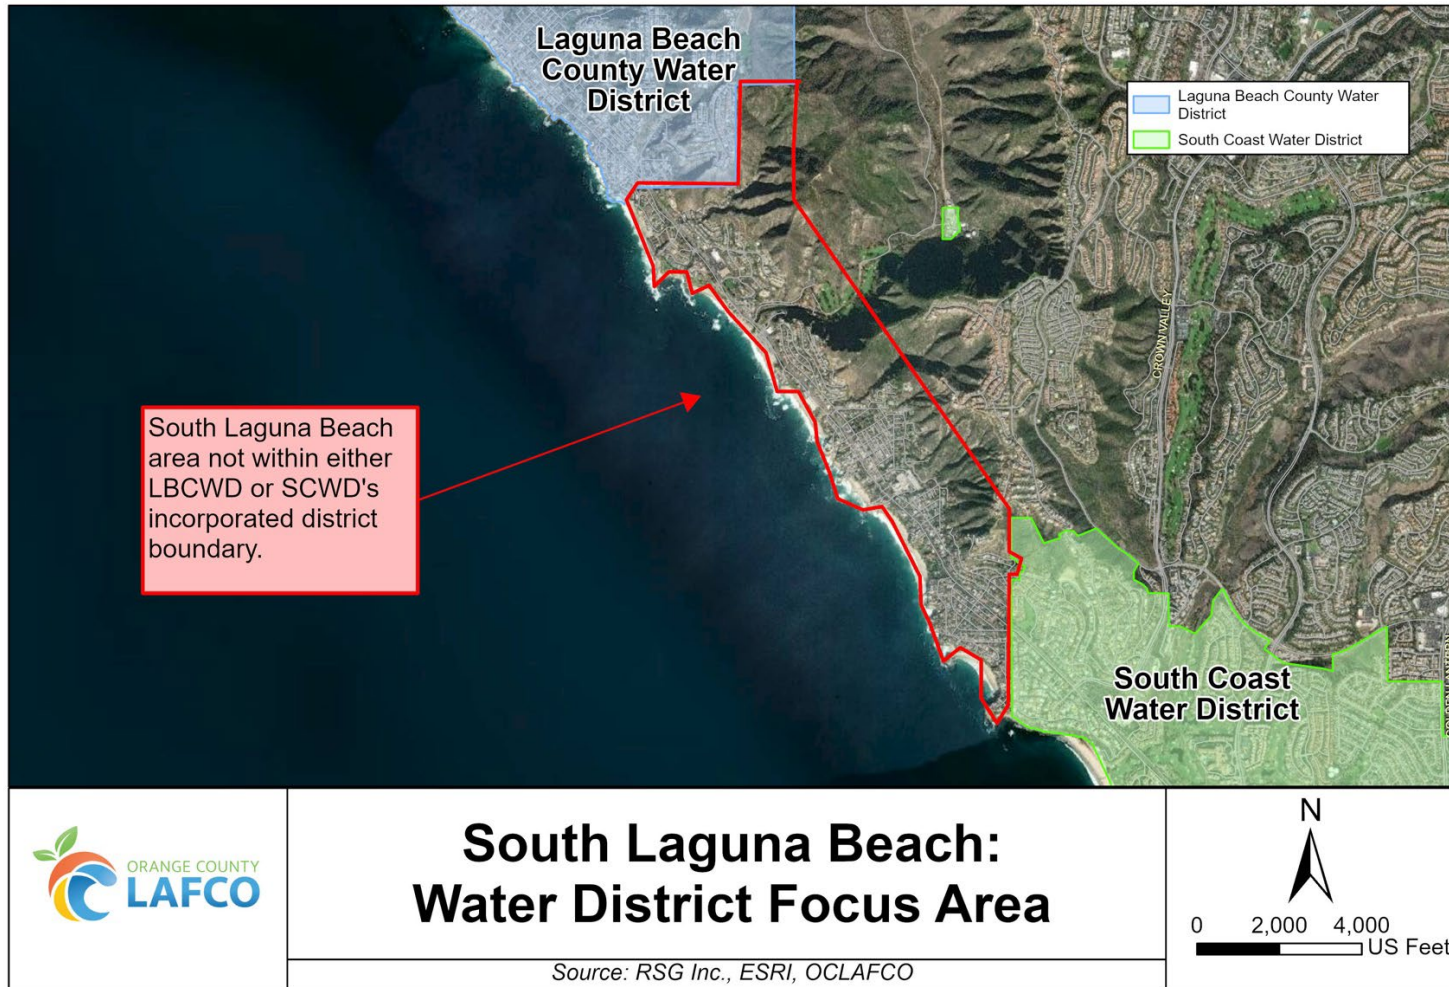 Laguna Beach
County Water
District
Laguna Beach County Water
District
South Coast Water District
CROWN VALLEY
South Laguna Beach
area not within either
LBCWD or SCWD's
incorporated district
boundary.
South Coast
Water District
ORANGE COUNTY
LAFCO
South Laguna Beach:
Water District Focus Area
Source: RSG Inc., ESRI, OCLAFCO
N
0 2,000 4,000
US Feet